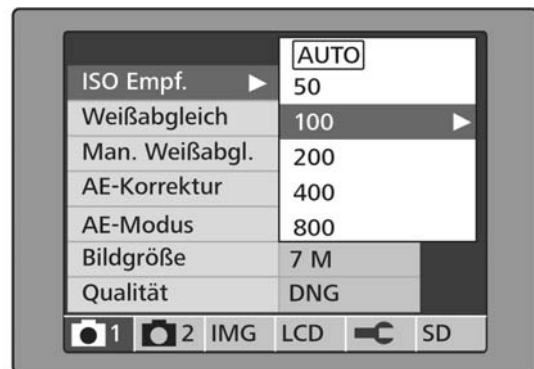 AUTO
ISO Empf. 50
Weißabgleich 100
Man. Weißabgl. 200
AE-Korrektur 400
AE-Modus 800
Bildgröße 7 M
Qualität DNG
1 2 IMG LCD SD